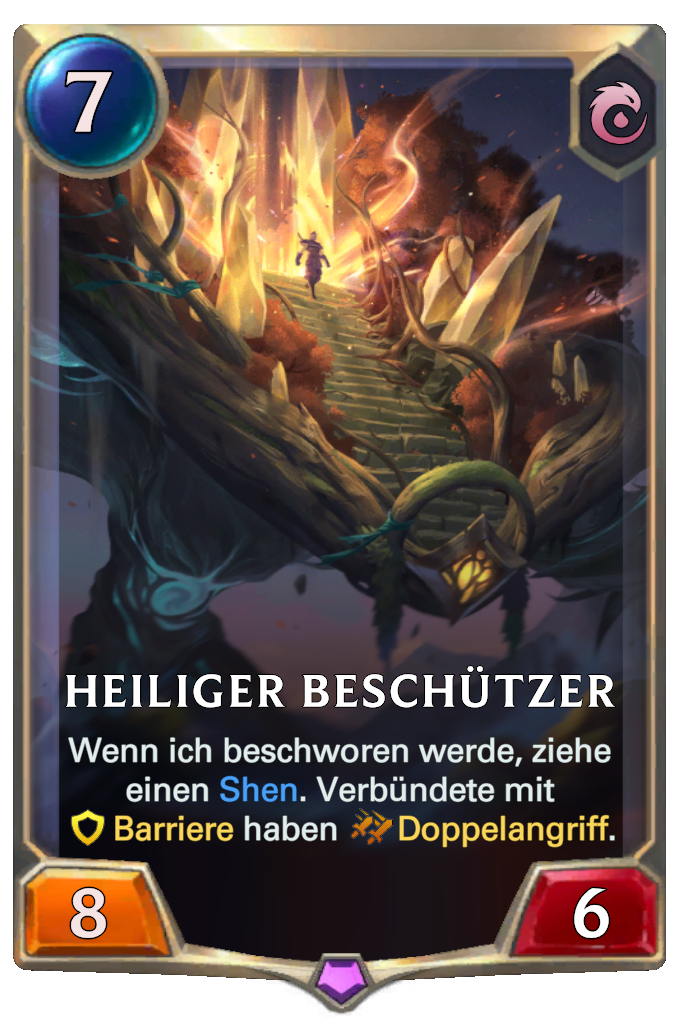 7
HEILIGER BESCHÜTZER
Wenn ich beschworen werde, ziehe
einen Shen. Verbündete mit
Barriere haben Doppelangriff.
8
6